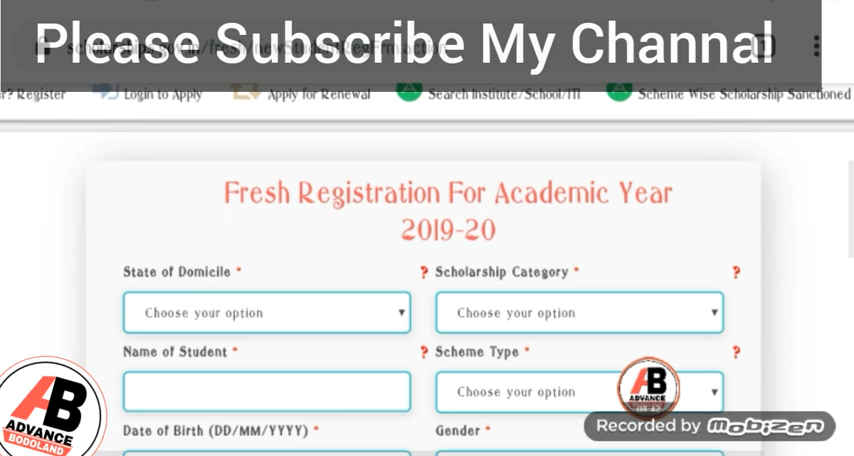 Please Subscribe My Channal
r? Register Login to Apply Apply for Renewal Search Institute/School/ITI Scheme Wise Scholarship Sanctioned
Fresh Registration For Academic Year
2019-20
State of Domicile * ? Scholarship Category * ?
Choose your option Choose your option
Name of Student * ? Scheme Type * ?
Choose your option
AB
ADVANCE
AB
ADVANCE
BODOLAND
Recorded by Mobizen
Date of Birth (DD/MM/YYYY) * Gender *